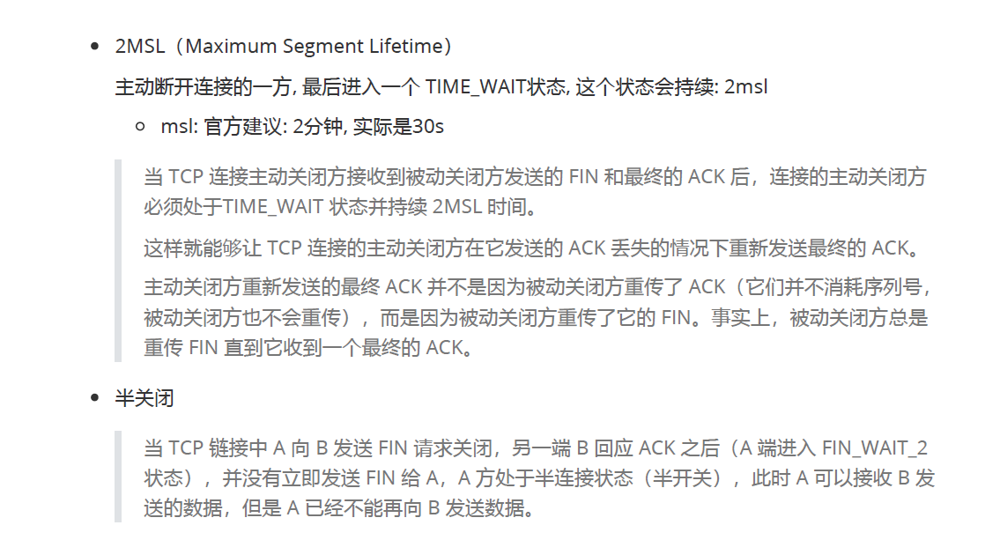 2MSL（Maximum Segment Lifetime）
主动断开连接的一方, 最后进入一个 TIME_WAIT状态, 这个状态会持续: 2msl
msl: 官方建议: 2分钟, 实际是30s
当 TCP 连接主动关闭方接收到被动关闭方发送的 FIN 和最终的 ACK 后，连接的主动关闭方
必须处于TIME_WAIT 状态并持续 2MSL 时间。
这样就能够让 TCP 连接的主动关闭方在它发送的 ACK 丢失的情况下重新发送最终的 ACK。
主动关闭方重新发送的最终 ACK 并不是因为被动关闭方重传了 ACK（它们并不消耗序列号，
被动关闭方也不会重传），而是因为被动关闭方重传了它的 FIN。事实上，被动关闭方总是
重传 FIN 直到它收到一个最终的 ACK。
半关闭
当 TCP 链接中 A 向 B 发送 FIN 请求关闭，另一端 B 回应 ACK 之后（A 端进入 FIN_WAIT_2
状态），并没有立即发送 FIN 给 A，A 方处于半连接状态（半开关），此时 A 可以接收 B 发
送的数据，但是 A 已经不能再向 B 发送数据。